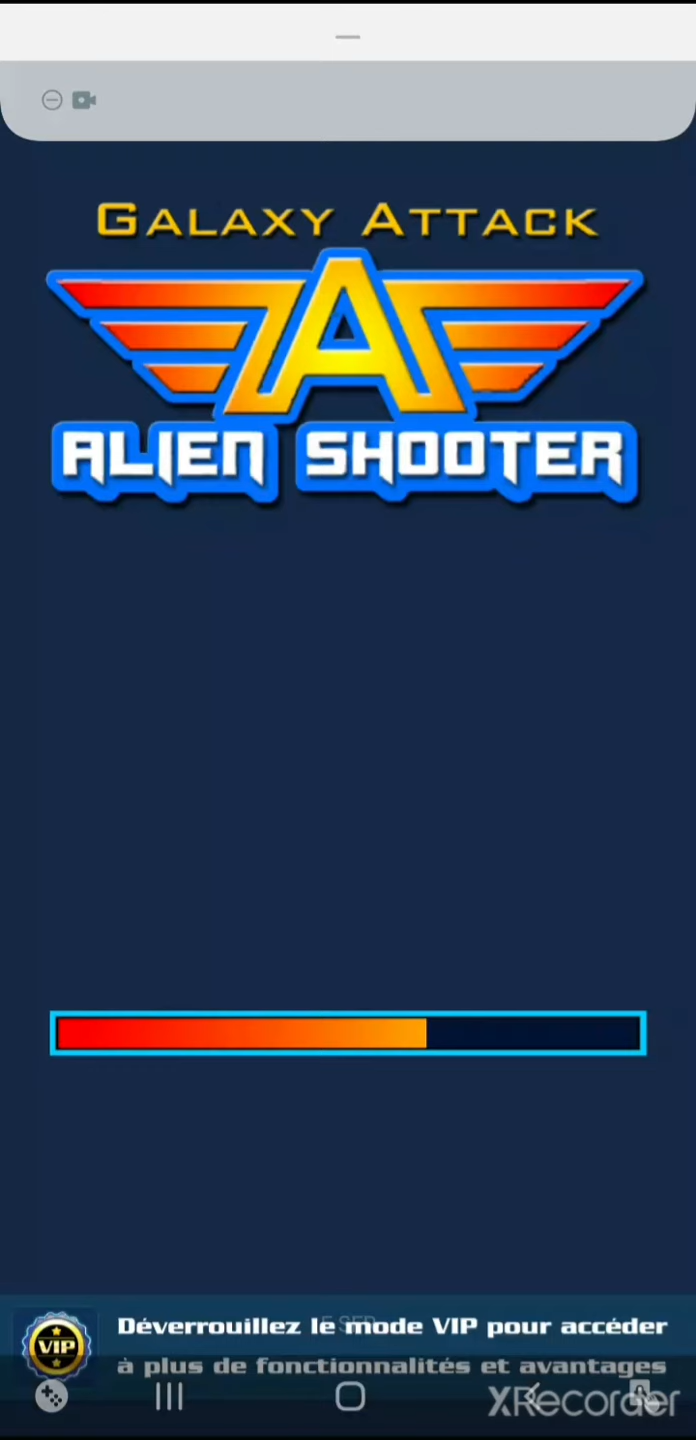 GALAXY ATTACK
A
ALIEN SHOOTER
VIP
Déverrouillez le mode VIP pour accéder
à plus de fonctionnalités et avantages
XRecorder